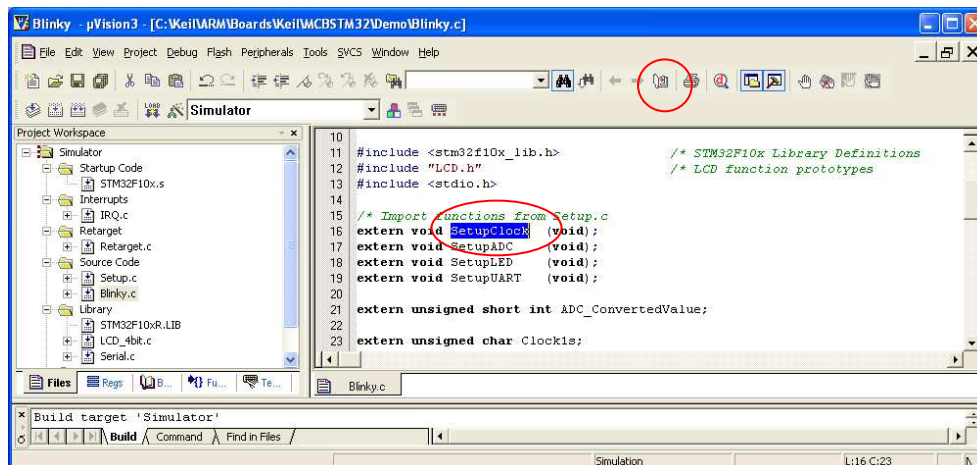 Blinky - µVision3 - [C:\Keil\ARM\Boards\Keil\MCBSTM32\Demo\Blinky.c]
File Edit View Project Debug Flash Peripherals Tools SVCS Window Help
LOAD Simulator
Project Workspace
Simulator
Startup Code
STM32F10x.s
Interrupts
IRQ.c
Retarget
Retarget.c
Source Code
Setup.c
Blinky.c
Library
STM32F10xR.LIB
LCD_4bit.c
Serial.c
Files Regs B... Fu... Te...
10
11 #include <stm32f10x_lib.h> /* STM32F10x Library Definitions
12 #include "LCD.h" /* LCD function prototypes
13 #include <stdio.h>
14
15 /* Import functions from Setup.c
16 extern void SetupClock (void);
17 extern void SetupADC (void);
18 extern void SetupLED (void);
19 extern void SetupUART (void);
20
21 extern unsigned short int ADC_ConvertedValue;
22
23 extern unsigned char Clock1s;
Blinky.c
Build target 'Simulator'
Build Command Find in Files
Simulation L:16 C:23 N